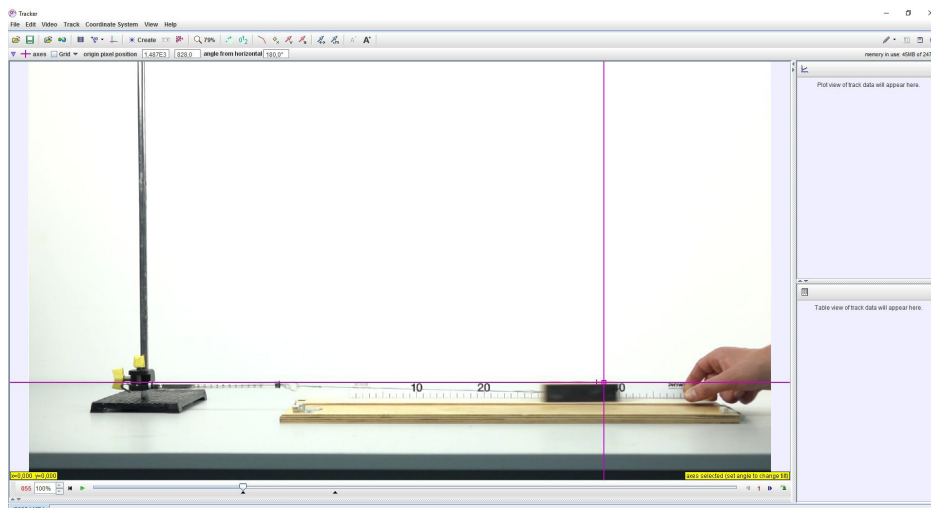 Tracker
File Edit Video Track Coordinate System View Help
Create 79%
axes Grid origin pixel position 1,487E3 828,0 angle from horizontal 180,0°
memory in use: 45MB of 247
Plot view of track data will appear here.
10 20
Table view of track data will appear here.
x=0,000 y=0,000
axes selected (set angle to change tilt)
655 100%
1